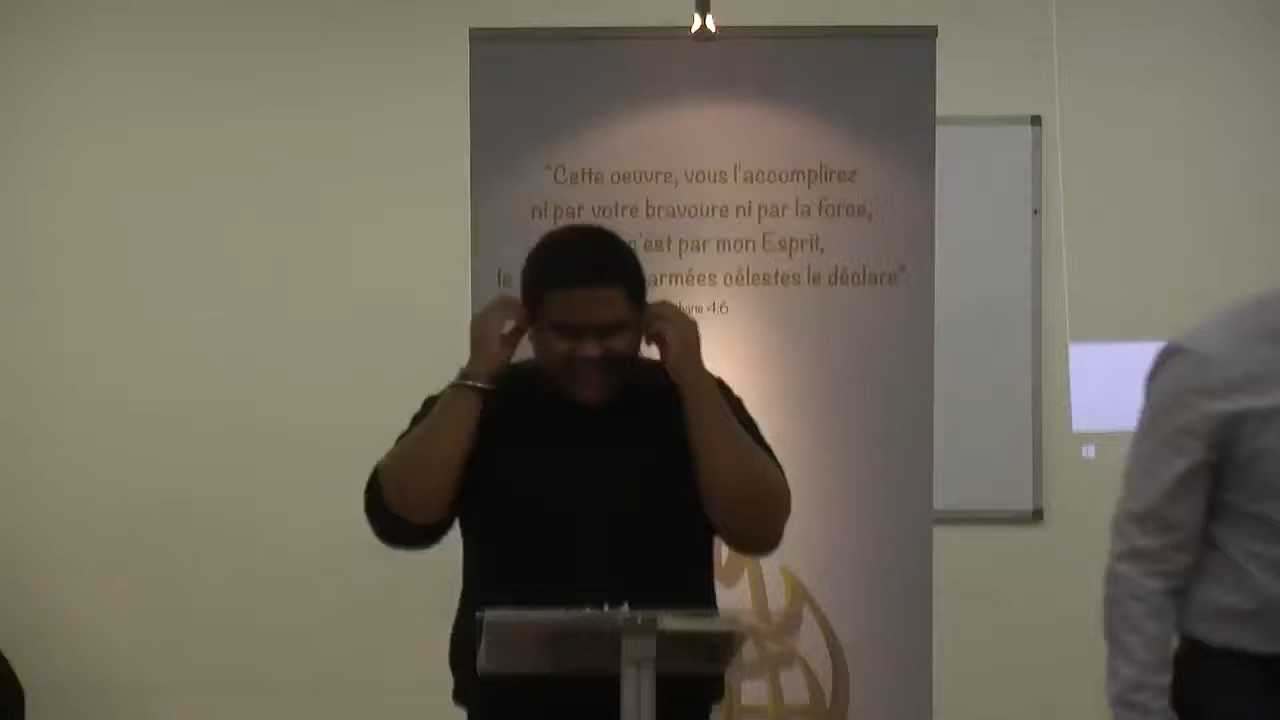 "Cette oeuvre, vous l'accomplirez
ni par votre bravoure ni par la force,
c'est par mon Esprit,
le armées célestes le déclare"
4:6